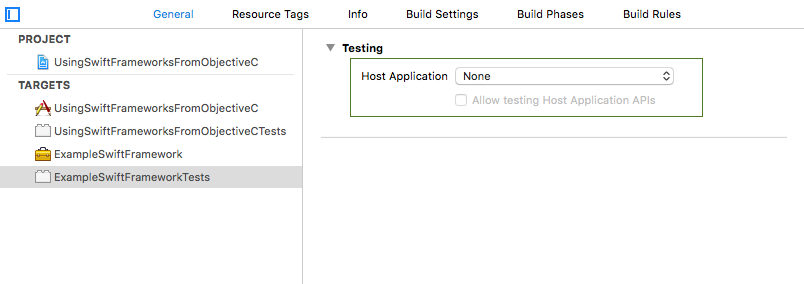 General Resource Tags Info Build Settings Build Phases Build Rules
PROJECT
UsingSwiftFrameworksFromObjectiveC
TARGETS
UsingSwiftFrameworksFromObjectiveC
UsingSwiftFrameworksFromObjectiveCTests
ExampleSwiftFramework
ExampleSwiftFrameworkTests
Testing
Host Application None
Allow testing Host Application APIs